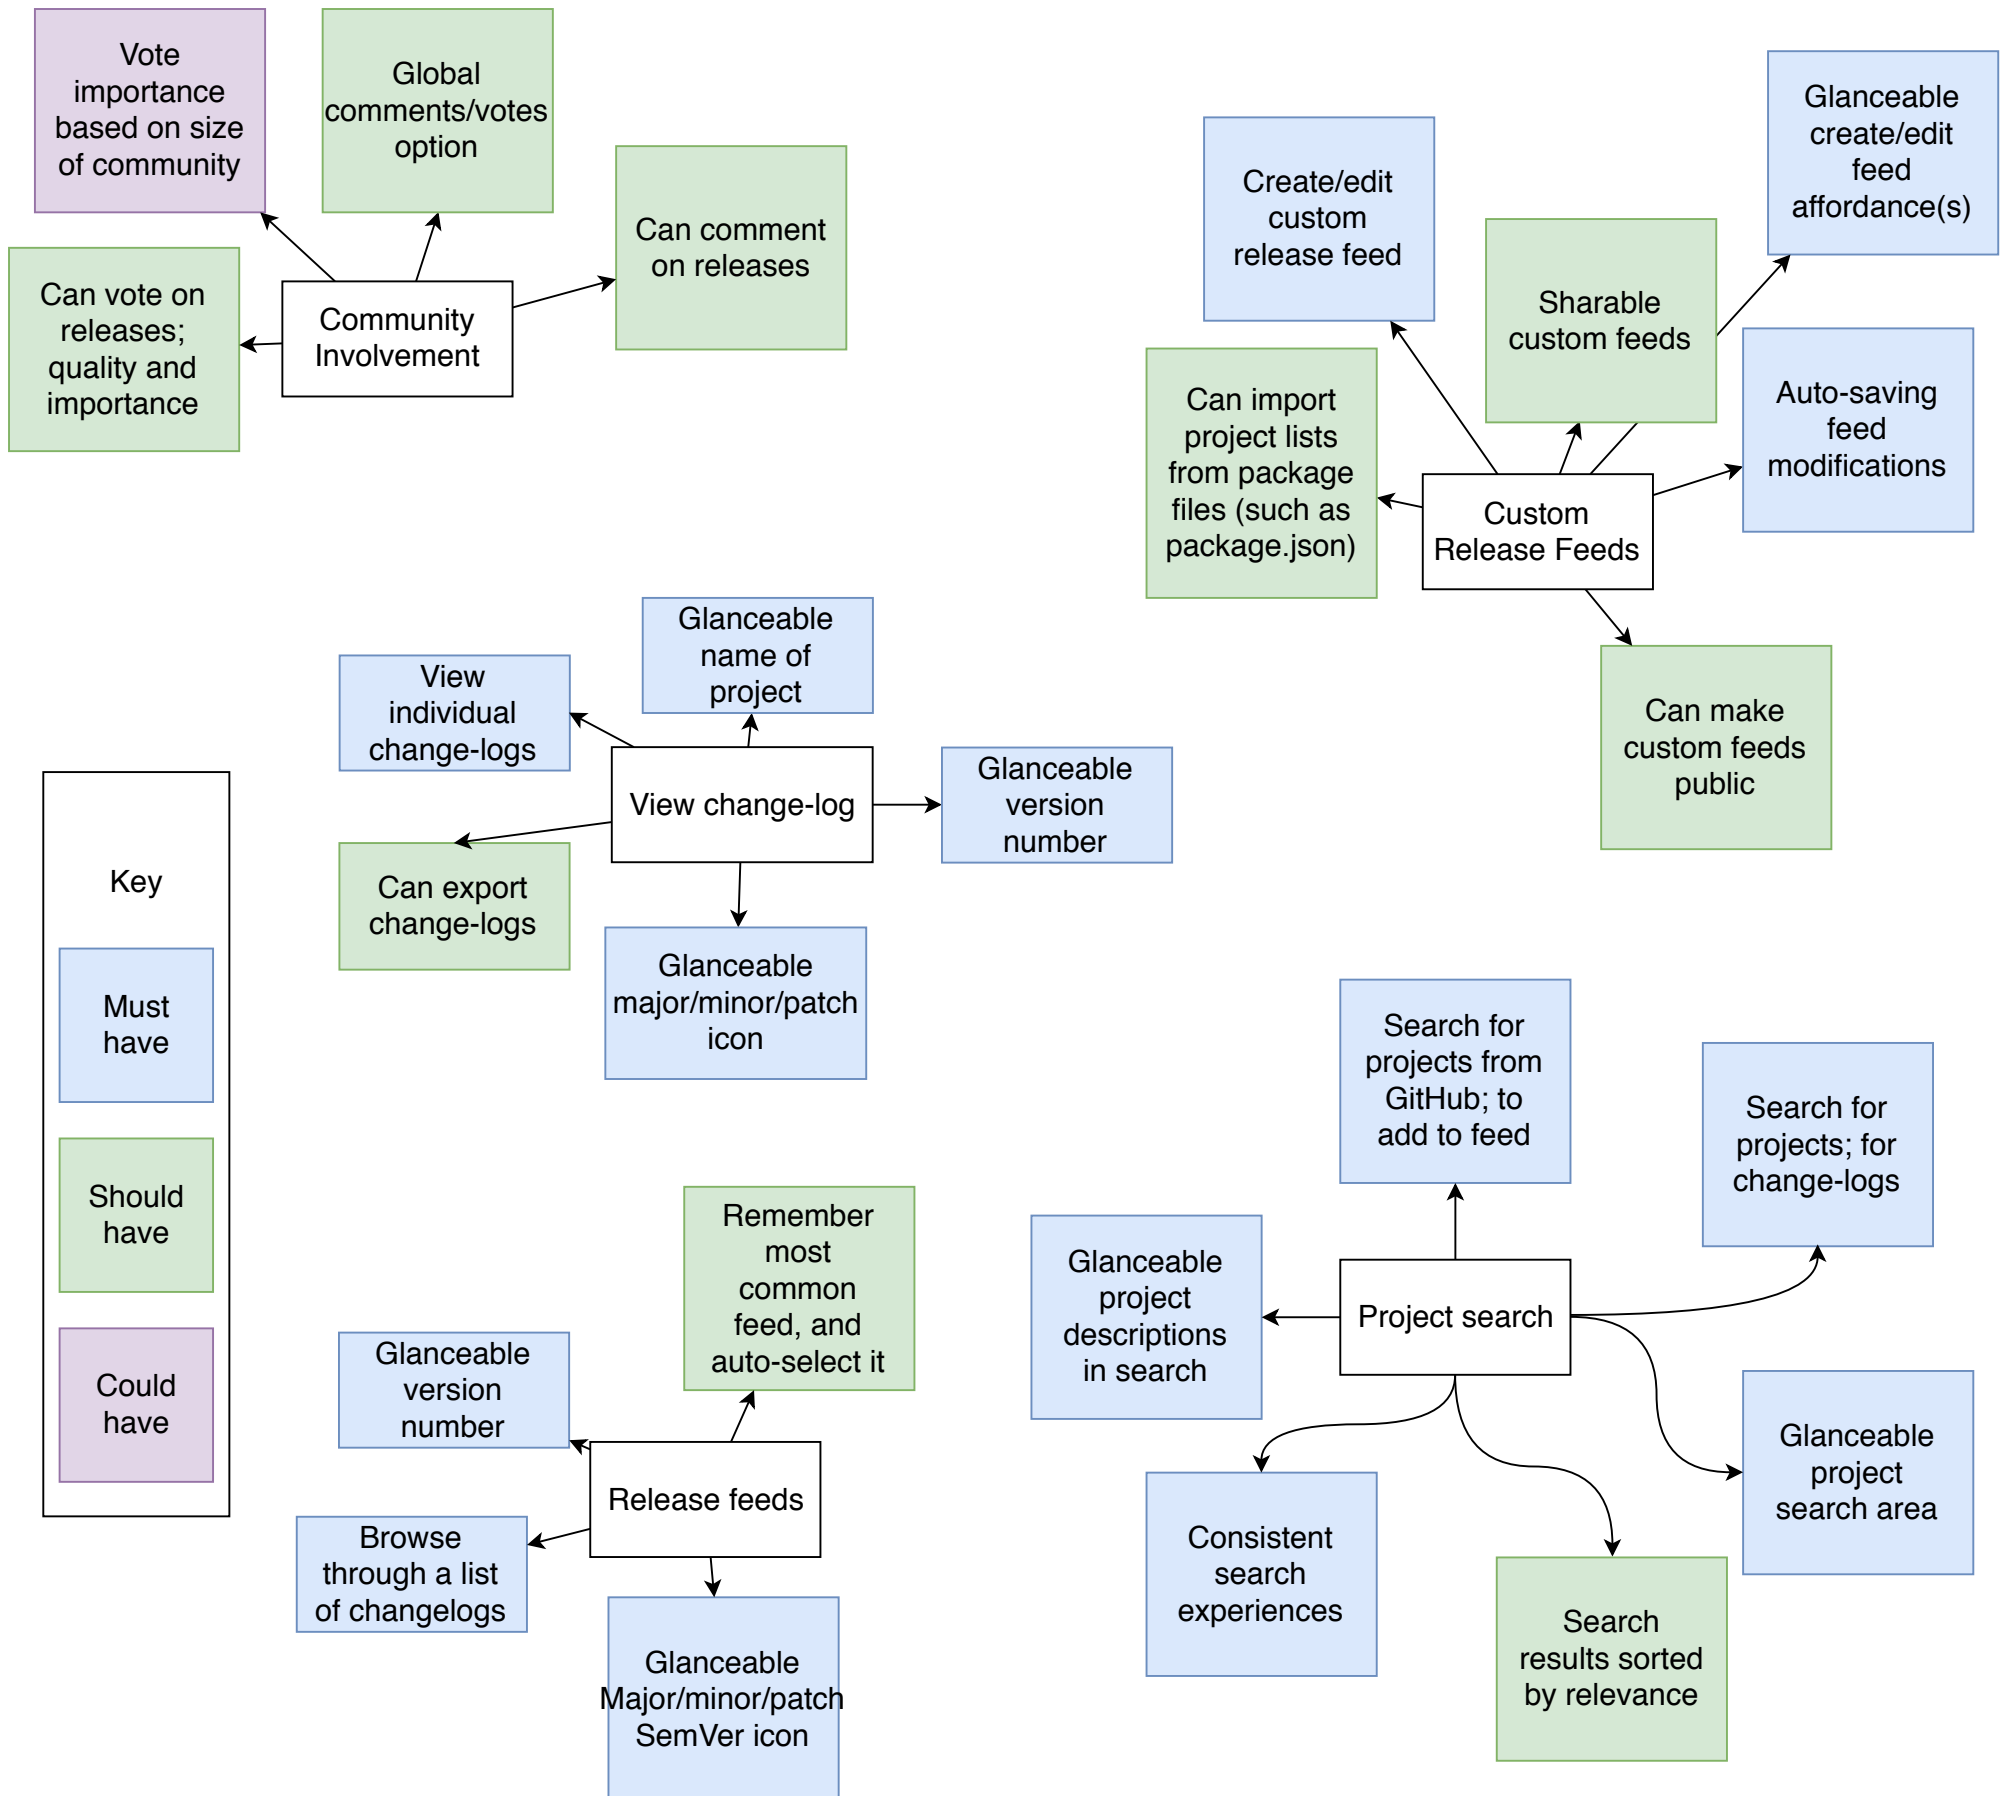 Vote
importance
based on size
of community
Global
comments/votes
option
Can comment
on releases
Can vote on
releases;
quality and
importance
Community
Involvement
Glanceable
create/edit
feed
affordance(s)
Create/edit
custom
release feed
Sharable
custom feeds
Auto-saving
feed
modifications
Can import
project lists
from package
files (such as
package.json)
Custom
Release Feeds
Can make
custom feeds
public
Glanceable
name of
project
View
individual
change-logs
View change-log
Glanceable
version
number
Can export
change-logs
Glanceable
major/minor/patch
icon
Key
Must
have
Should
have
Could
have
Search for
projects from
GitHub; to
add to feed
Search for
projects; for
change-logs
Glanceable
project
descriptions
in search
Project search
Glanceable
project
search area
Consistent
search
experiences
Search
results sorted
by relevance
Remember
most
common
feed, and
auto-select it
Glanceable
version
number
Release feeds
Browse
through a list
of changelogs
Glanceable
Major/minor/patch
SemVer icon